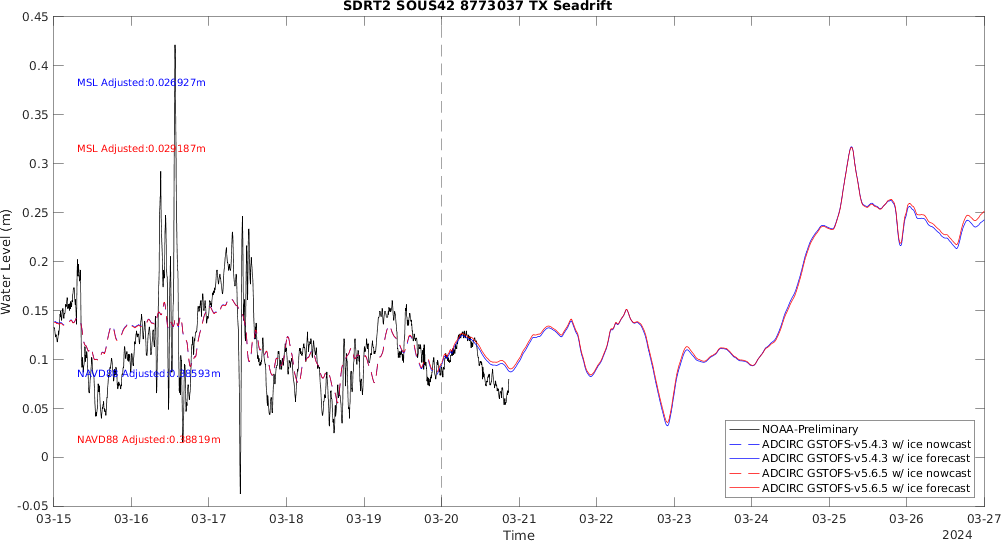 SDRT2 SOUS42 8773037 TX Seadrift
0.45
0.4
0.35
0.3
0.25
0.2
0.15
0.1
0.05
0
-0.05
Water Level (m)
MSL Adjusted:0.026927m
MSL Adjusted:0.029187m
NAVD88 Adjusted:0.38593m
NAVD88 Adjusted:0.38819m
NOAA-Preliminary
ADCIRC GSTOFS-v5.4.3 w/ ice nowcast
ADCIRC GSTOFS-v5.4.3 w/ ice forecast
ADCIRC GSTOFS-v5.6.5 w/ ice nowcast
ADCIRC GSTOFS-v5.6.5 w/ ice forecast
03-15 03-16 03-17 03-18 03-19 03-20 03-21 03-22 03-23 03-24 03-25 03-26 03-27
Time
2024